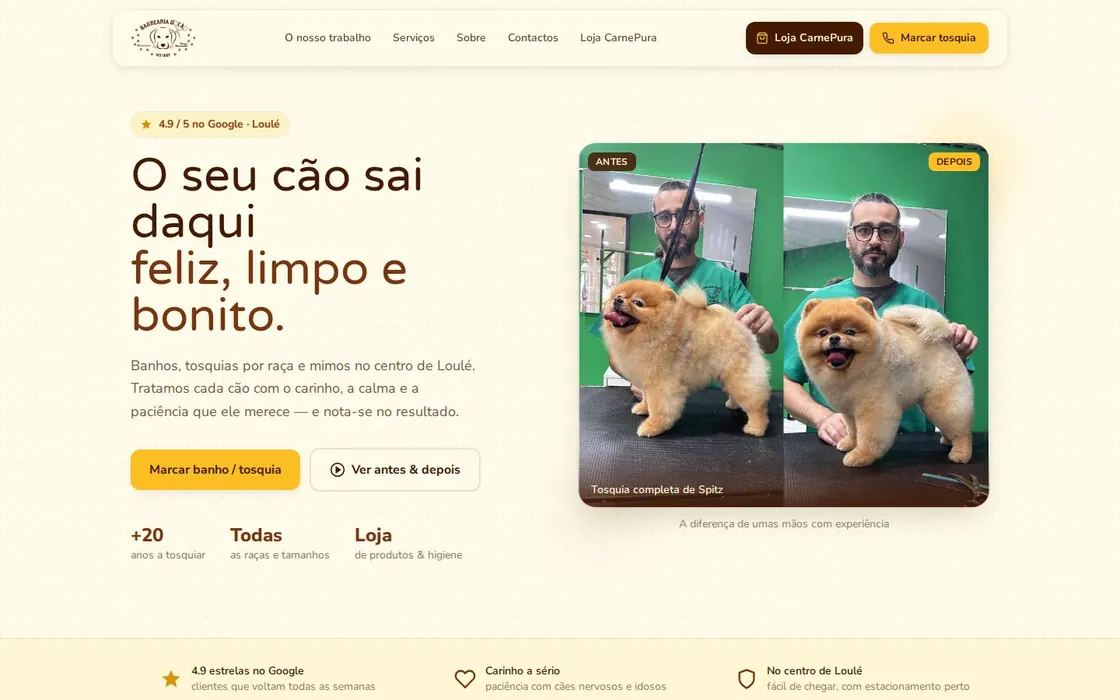 BARBEARIA D'CÃO
O nosso trabalho
Serviços
Sobre
Contactos
Loja CarnePura
Loja CarnePura
Marcar tosquia
4.9 / 5 no Google · Loulé
O seu cão sai
daqui
feliz, limpo e
bonito.
Banhos, tosquias por raça e mimos no centro de Loulé.
Tratamos cada cão com o carinho, a calma e a
paciência que ele merece — e nota-se no resultado.
Marcar banho / tosquia
Ver antes & depois
+20
anos a tosquiar
Todas
as raças e tamanhos
Loja
de produtos & higiene
ANTES
DEPOIS
Tosquia completa de Spitz
A diferença de umas mãos com experiência
4.9 estrelas no Google
clientes que voltam todas as semanas
Carinho a sério
paciência com cães nervosos e idosos
No centro de Loulé
fácil de chegar, com estacionamento perto